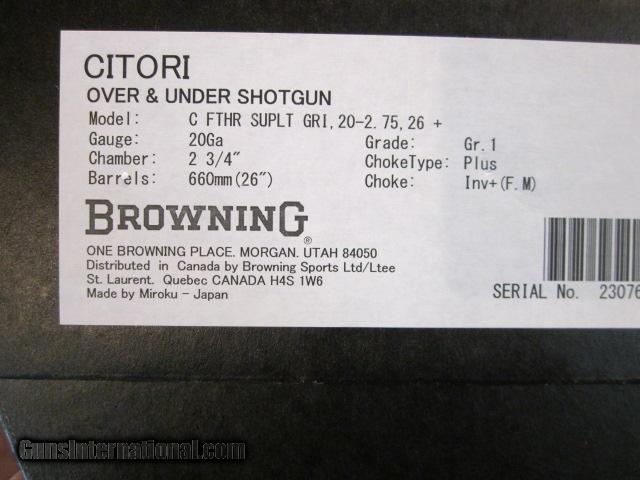 CITORI
OVER & UNDER SHOTGUN
Model: C FTHR SUPLT GRI,20-2.75,26 +
Gauge: 20Ga Grade: Gr.1
Chamber: 2 3/4" ChokeType: Plus
Barrels: 660mm(26") Choke: Inv+(F.M)
BROWNING®
ONE BROWNING PLACE. MORGAN. UTAH 84050
Distributed in Canada by Browning Sports Ltd/Ltee
St. Laurent. Quebec CANADA H4S 1W6
Made by Miroku - Japan
SERIAL No. 23076
GunsInternational.com